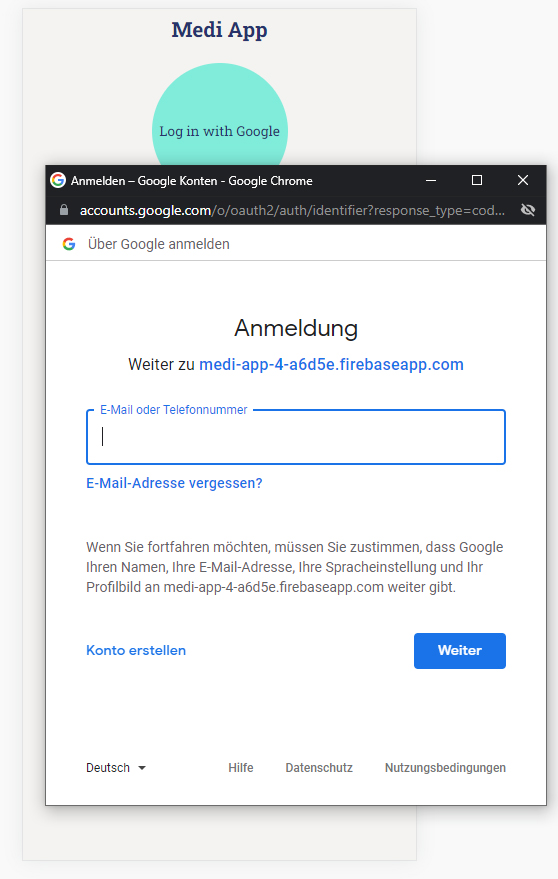 Medi App
Log in with Google
Anmelden – Google Konten - Google Chrome
accounts.google.com/o/oauth2/auth/identifier?response_type=cod...
Über Google anmelden
Anmeldung
Weiter zu medi-app-4-a6d5e.firebaseapp.com
E-Mail oder Telefonnummer
E-Mail-Adresse vergessen?
Wenn Sie fortfahren möchten, müssen Sie zustimmen, dass Google
Ihren Namen, Ihre E-Mail-Adresse, Ihre Spracheinstellung und Ihr
Profilbild an medi-app-4-a6d5e.firebaseapp.com weiter gibt.
Konto erstellen
Weiter
Deutsch
Hilfe
Datenschutz
Nutzungsbedingungen